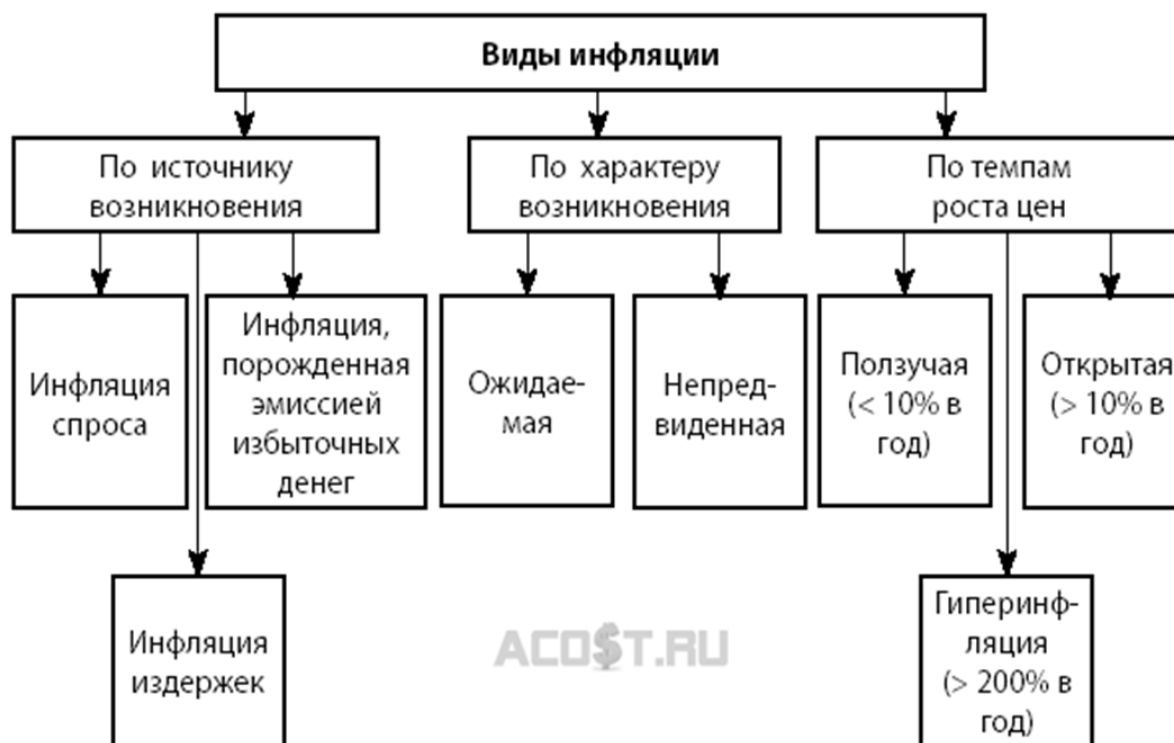 Виды инфляции
По источнику
возникновения
По характеру
возникновения
По темпам
роста цен
Инфляция
спроса
Инфляция,
порожденная
эмиссией
избыточных
денег
Ожидае-
мая
Непред-
виденная
Ползучая
(< 10% в
год)
Открытая
(> 10% в
год)
Инфляция
издержек
ACO$T.RU
Гиперинф-
ляция
(> 200% в
год)